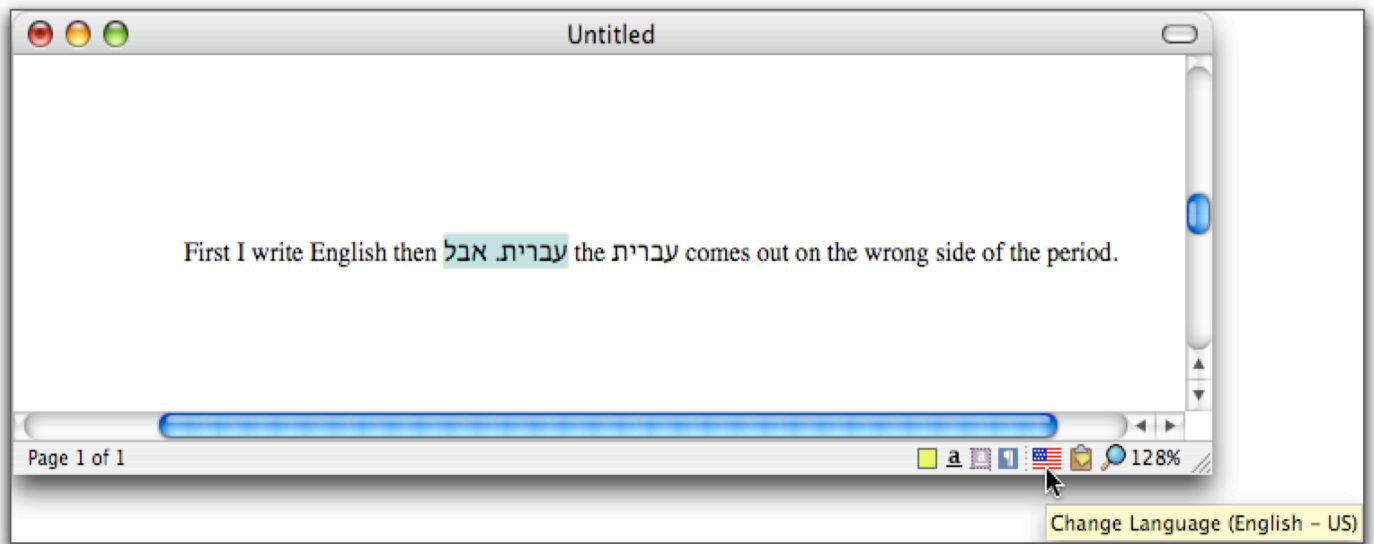 Untitled
First I write English then עברית. אבל the עברית comes out on the wrong side of the period.
Page 1 of 1
a ¶ 128%
Change Language (English – US)